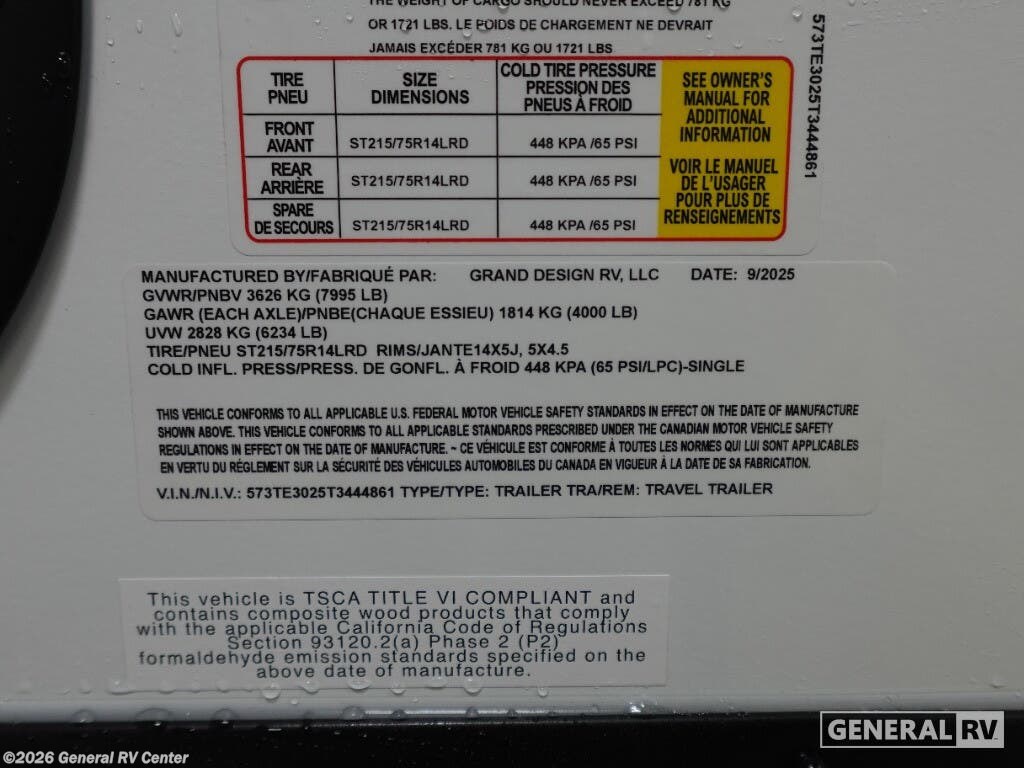 THE WEIGHT OF CARGO SHOULD NEVER EXCEED 781 KG
OR 1721 LBS. LE POIDS DE CHARGEMENT NE DEVRAIT
JAMAIS EXCÉDER 781 KG OU 1721 LBS
TIRE PNEU SIZE DIMENSIONS COLD TIRE PRESSURE PRESSION DES PNEUS À FROID
FRONT AVANT ST215/75R14LRD 448 KPA /65 PSI
REAR ARRIÈRE ST215/75R14LRD 448 KPA /65 PSI
SPARE DE SECOURS ST215/75R14LRD 448 KPA /65 PSI
SEE OWNER'S
MANUAL FOR
ADDITIONAL
INFORMATION
VOIR LE MANUEL
DE L'USAGER
POUR PLUS DE
RENSEIGNEMENTS
573TE3025T3444861
MANUFACTURED BY/FABRIQUÉ PAR: GRAND DESIGN RV, LLC DATE: 9/2025
GVWR/PNBV 3626 KG (7995 LB)
GAWR (EACH AXLE)/PNBE(CHAQUE ESSIEU) 1814 KG (4000 LB)
UVW 2828 KG (6234 LB)
TIRE/PNEU ST215/75R14LRD RIMS/JANTE14X5J, 5X4.5
COLD INFL. PRESS/PRESS. DE GONFL. À FROID 448 KPA (65 PSI/LPC)-SINGLE
THIS VEHICLE CONFORMS TO ALL APPLICABLE U.S. FEDERAL MOTOR VEHICLE SAFETY STANDARDS IN EFFECT ON THE DATE OF MANUFACTURE
SHOWN ABOVE. THIS VEHICLE CONFORMS TO ALL APPLICABLE STANDARDS PRESCRIBED UNDER THE CANADIAN MOTOR VEHICLE SAFETY
REGULATIONS IN EFFECT ON THE DATE OF MANUFACTURE. ~ CE VÉHICULE EST CONFORME À TOUTES LES NORMES QUI LUI SONT APPLICABLES
EN VERTU DU RÉGLEMENT SUR LA SÉCURITÉ DES VÉHICULES AUTOMOBILES DU CANADA EN VIGUEUR À LA DATE DE SA FABRICATION.
V.I.N./N.I.V.: 573TE3025T3444861 TYPE/TYPE: TRAILER TRA/REM: TRAVEL TRAILER
This vehicle is TSCA TITLE VI COMPLIANT and
contains composite wood products that comply
with the applicable California Code of Regulations
Section 93120.2(a) Phase 2 (P2)
formaldehyde emission standards specified on the
above date of manufacture.
GENERAL RV
©2026 General RV Center